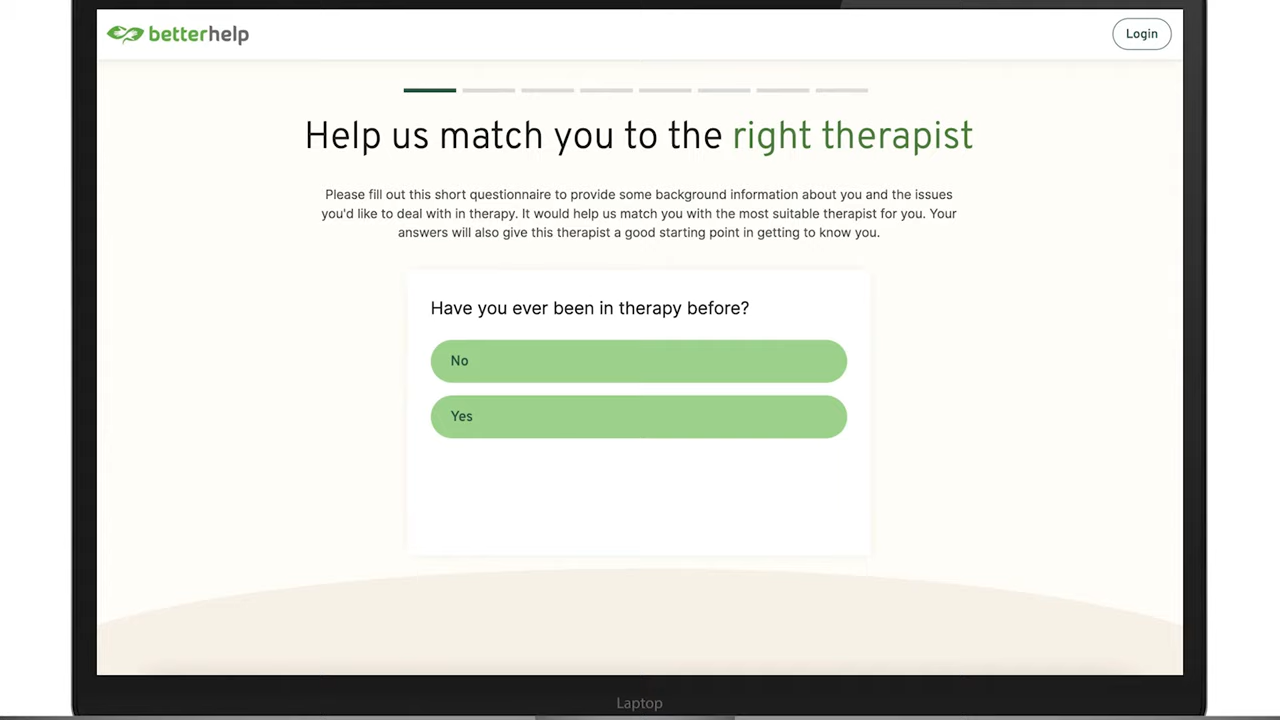 betterhelp
Login
Help us match you to the right therapist
Please fill out this short questionnaire to provide some background information about you and the issues
you'd like to deal with in therapy. It would help us match you with the most suitable therapist for you. Your
answers will also give this therapist a good starting point in getting to know you.
Have you ever been in therapy before?
No
Yes
Laptop